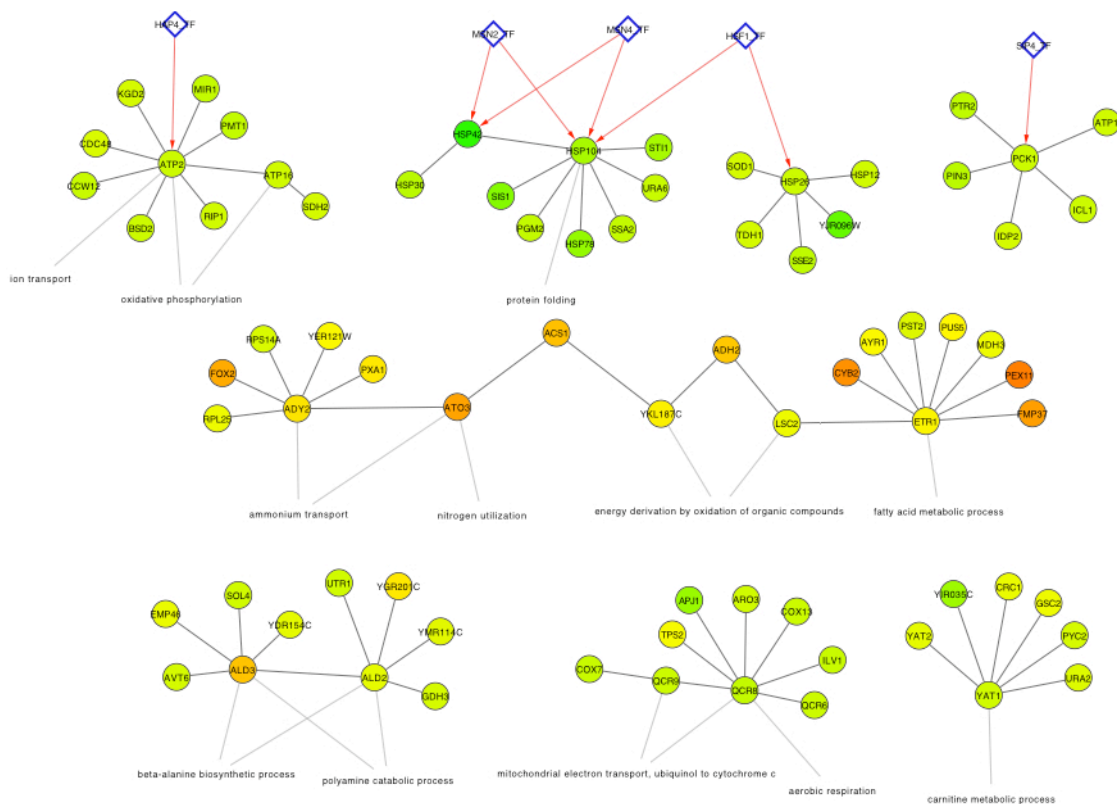 HAP4_TF
MSN2_TF
MSN4_TF
HSF1_TF
SIP4_TF
KGD2
MIR1
PMT1
CDC48
ATP2
ATP16
CCW12
SDH2
BSD2
RIP1
ion transport
oxidative phosphorylation
HSP42
HSP104
STI1
HSP30
SIS1
URA6
PGM2
SSA2
HSP78
protein folding
SOD1
HSP26
HSP12
TDH1
YJR096W
SSE2
PTR2
ATP1
PCK1
PIN3
ICL1
IDP2
RPS14A
YER121W
FOX2
PXA1
RPL25
ADY2
ATO3
ACS1
ADH2
YKL187C
LSC2
AYR1
PST2
PUS5
MDH3
CYB2
PEX11
ETR1
FMP37
ammonium transport
nitrogen utilization
energy derivation by oxidation of organic compounds
fatty acid metabolic process
EMP46
SOL4
YDR154C
UTR1
YGR201C
YMR114C
AVT6
ALD3
ALD2
GDH3
beta-alanine biosynthetic process
polyamine catabolic process
APJ1
ARO3
COX13
TPS2
COX7
QCR9
QCR8
ILV1
QCR6
mitochondrial electron transport, ubiquinol to cytochrome c
aerobic respiration
YIR035C
CRC1
GSC2
YAT2
PYC2
YAT1
URA2
carnitine metabolic process